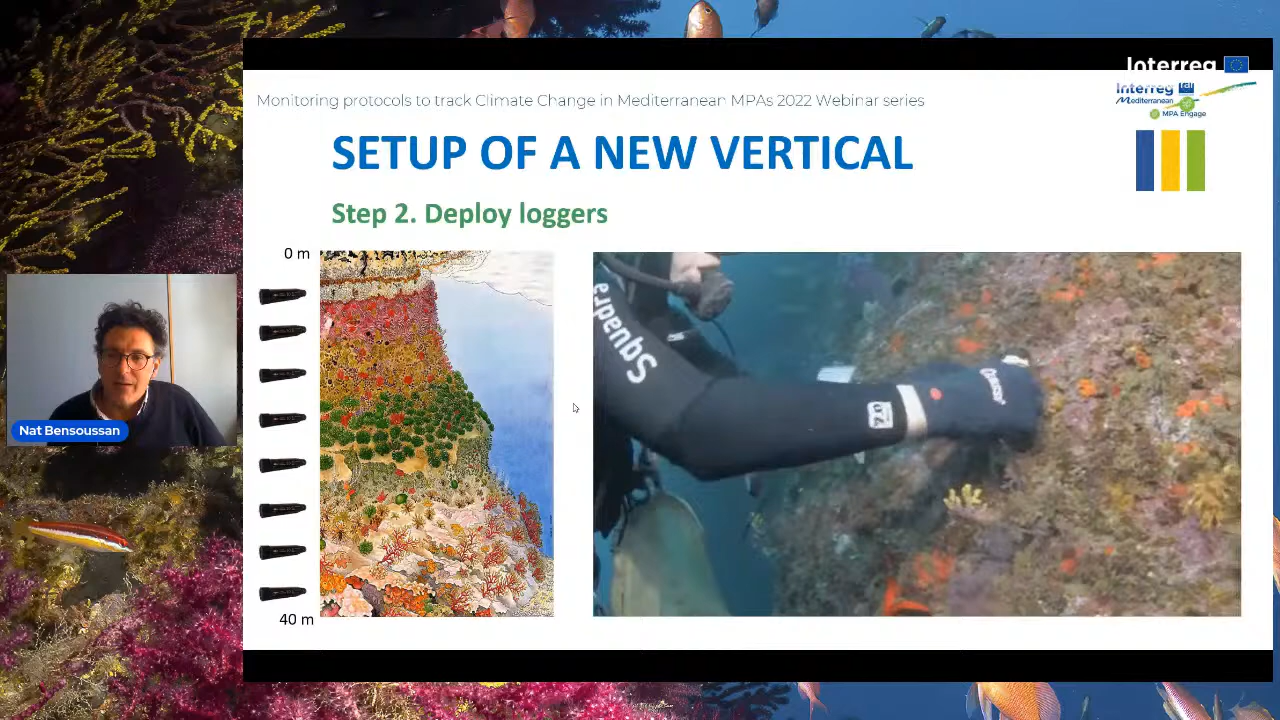 Interreg
Monitoring protocols to track Climate Change in Mediterranean MPAs 2022 Webinar series
Interreg
Mediterranean
MPA Engage
SETUP OF A NEW VERTICAL
Step 2. Deploy loggers
0 m
40 m
Squadra
Nat Bensoussan